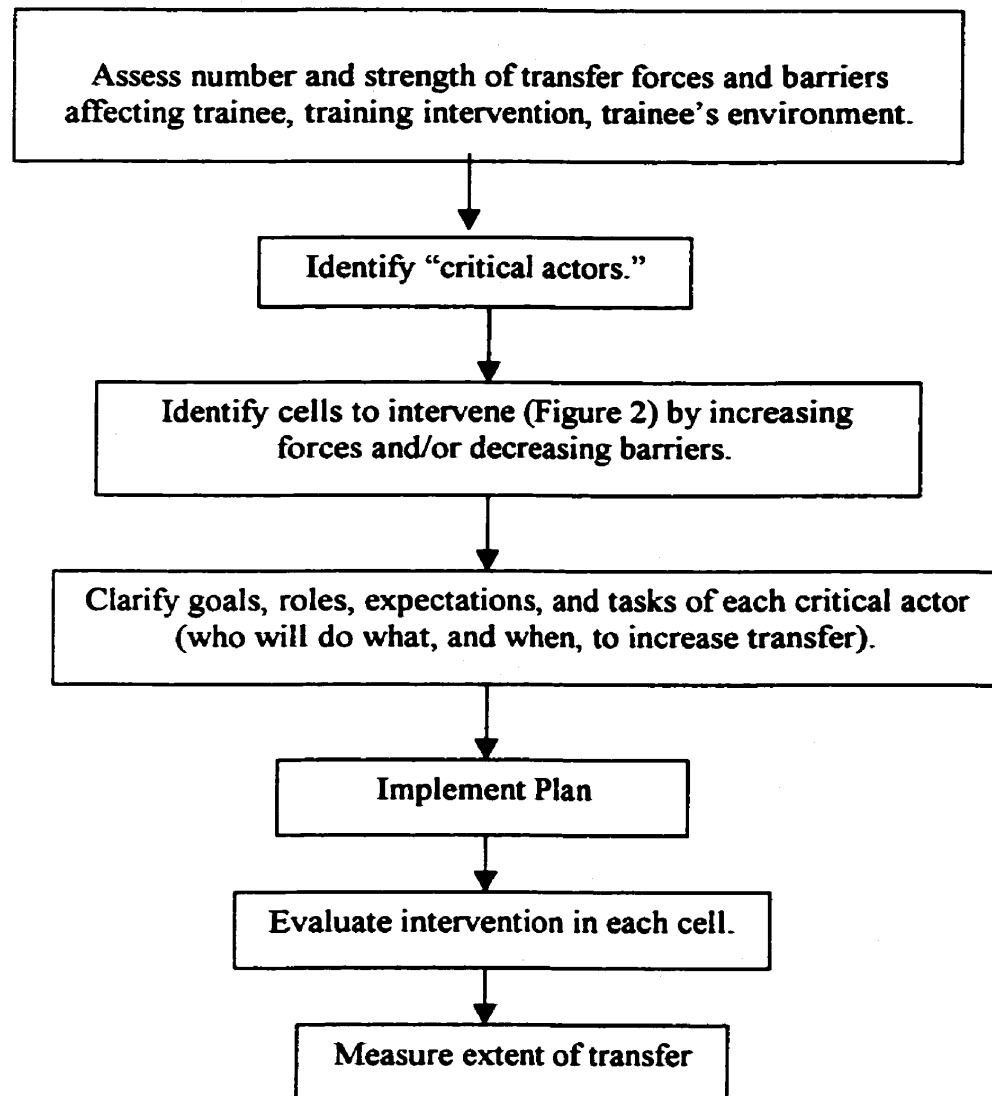 Assess number and strength of transfer forces and barriers
affecting trainee, training intervention, trainee's environment.
Identify “critical actors.”
Identify cells to intervene (Figure 2) by increasing
forces and/or decreasing barriers.
Clarify goals, roles, expectations, and tasks of each critical actor
(who will do what, and when, to increase transfer).
Implement Plan
Evaluate intervention in each cell.
Measure extent of transfer